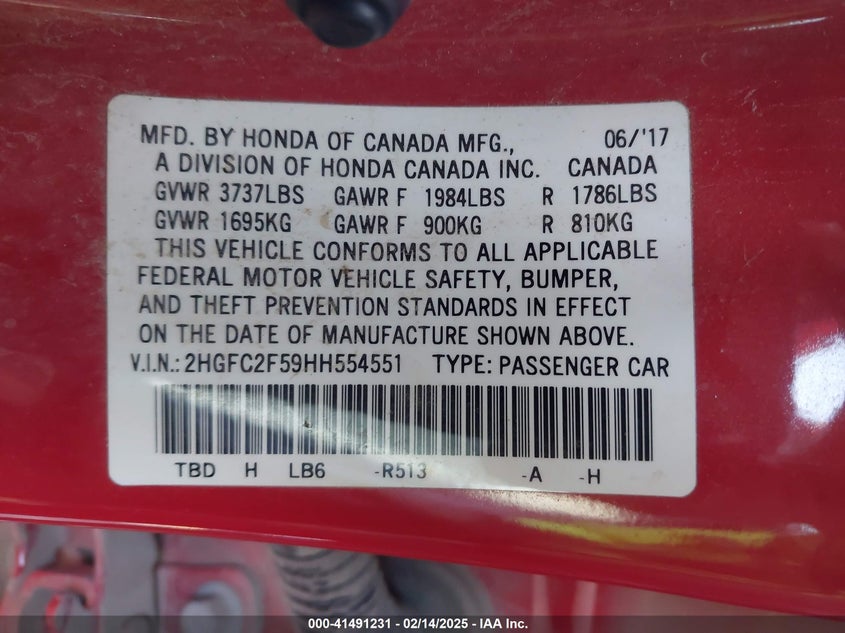 MFD. BY HONDA OF CANADA MFG., 06/'17
A DIVISION OF HONDA CANADA INC. CANADA
GVWR 3737LBS GAWR F 1984LBS R 1786LBS
GVWR 1695KG GAWR F 900KG R 810KG
THIS VEHICLE CONFORMS TO ALL APPLICABLE
FEDERAL MOTOR VEHICLE SAFETY, BUMPER,
AND THEFT PREVENTION STANDARDS IN EFFECT
ON THE DATE OF MANUFACTURE SHOWN ABOVE.
V.I.N.: 2HGFC2F59HH554551 TYPE: PASSENGER CAR
TBD H LB6 -R513 -A -H
000-41491231 - 02/14/2025 - IAA Inc.